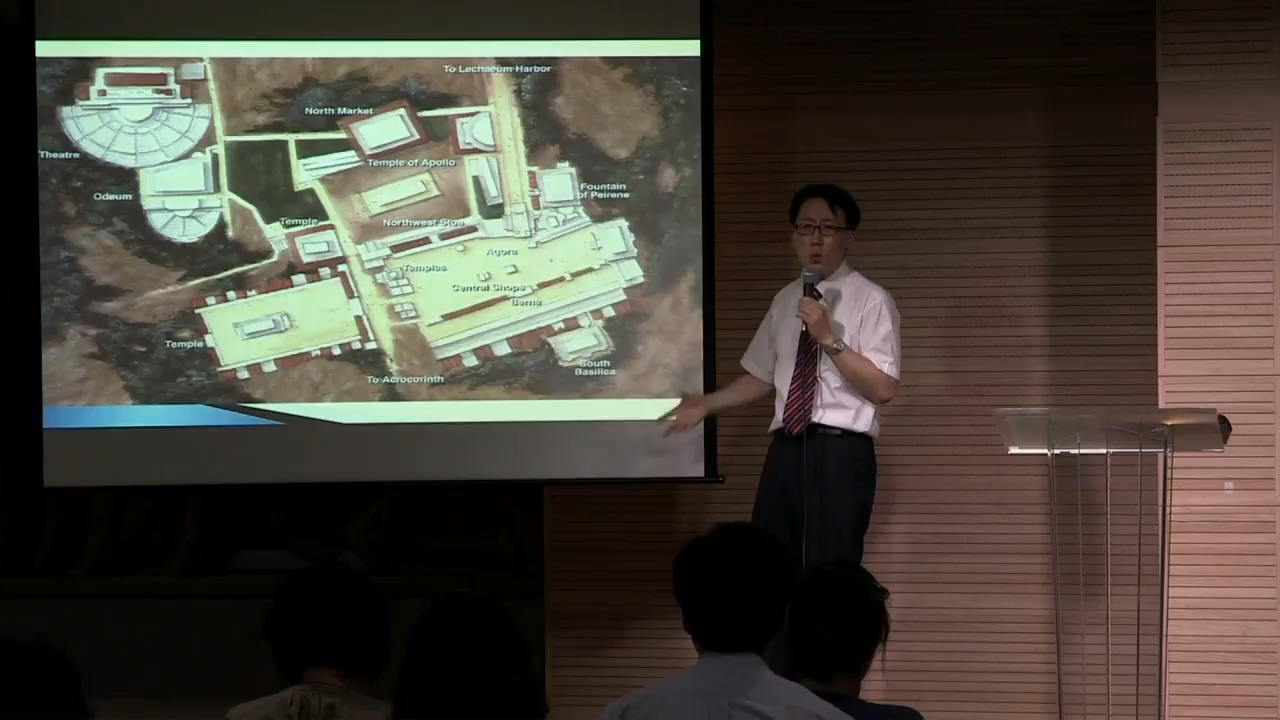 To Lechaeum Harbor
North Market
Theatre
Temple of Apollo
Odeum
Fountain
of Peirene
Temple
Northwest Stoa
Agora
Temples
Central Shops
Bema
Temple
South
Basilica
To Acrocorinth